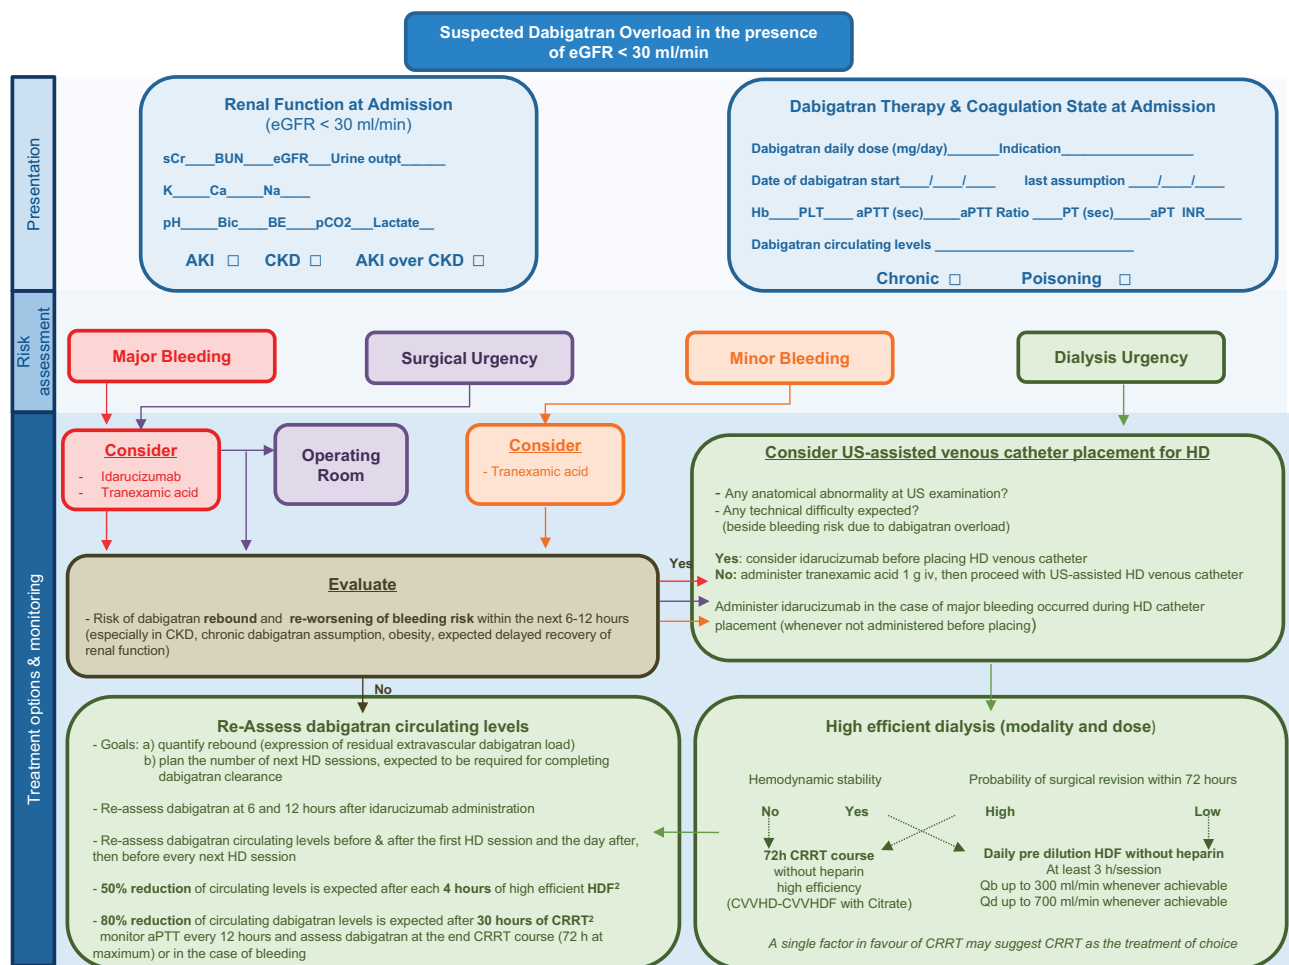 Suspected Dabigatran Overload in the presence
of eGFR < 30 ml/min
Presentation
Renal Function at Admission
(eGFR < 30 ml/min)
sCr____BUN____eGFR___Urine outpt______
K_____Ca_____Na____
pH_____Bic____BE____pCO2___Lactate__
AKI □ CKD □ AKI over CKD □
Dabigatran Therapy & Coagulation State at Admission
Dabigatran daily dose (mg/day)_______Indication__________________
Date of dabigatran start____/____/____ last assumption ____/____/____
Hb____PLT____ aPTT (sec)_____aPTT Ratio ____PT (sec)_____aPT INR_____
Dabigatran circulating levels ___________________________
Chronic □ Poisoning □
Risk
assessment
Major Bleeding
Surgical Urgency
Minor Bleeding
Dialysis Urgency
Treatment options & monitoring
Consider
- Idarucizumab
- Tranexamic acid
Operating
Room
Consider
- Tranexamic acid
Consider US-assisted venous catheter placement for HD
- Any anatomical abnormality at US examination?
- Any technical difficulty expected?
(beside bleeding risk due to dabigatran overload)
Yes: consider idarucizumab before placing HD venous catheter
No: administer tranexamic acid 1 g iv, then proceed with US-assisted HD venous catheter
Administer idarucizumab in the case of major bleeding occurred during HD catheter
placement (whenever not administered before placing)
Evaluate
- Risk of dabigatran rebound and re-worsening of bleeding risk within the next 6-12 hours
(especially in CKD, chronic dabigatran assumption, obesity, expected delayed recovery of
renal function)
Yes
No
Re-Assess dabigatran circulating levels
- Goals: a) quantify rebound (expression of residual extravascular dabigatran load)
b) plan the number of next HD sessions, expected to be required for completing
dabigatran clearance
- Re-assess dabigatran at 6 and 12 hours after idarucizumab administration
- Re-assess dabigatran circulating levels before & after the first HD session and the day after,
then before every next HD session
- 50% reduction of circulating levels is expected after each 4 hours of high efficient HDF²
- 80% reduction of circulating dabigatran levels is expected after 30 hours of CRRT²
monitor aPTT every 12 hours and assess dabigatran at the end CRRT course (72 h at
maximum) or in the case of bleeding
High efficient dialysis (modality and dose)
Hemodynamic stability Probability of surgical revision within 72 hours
No Yes High Low
72h CRRT course
without heparin
high efficiency
(CVVHD-CVVHDF with Citrate)
Daily pre dilution HDF without heparin
At least 3 h/session
Qb up to 300 ml/min whenever achievable
Qd up to 700 ml/min whenever achievable
A single factor in favour of CRRT may suggest CRRT as the treatment of choice